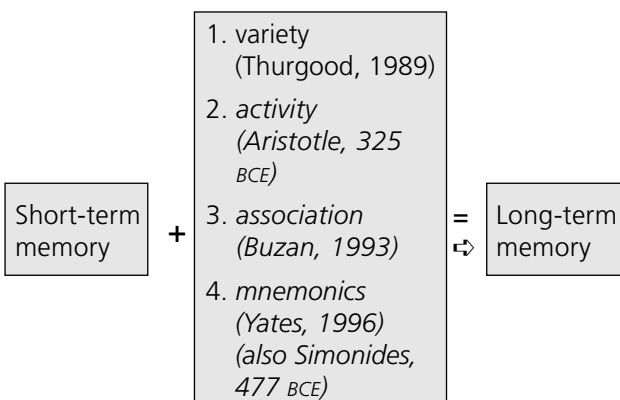 1. variety
(Thurgood, 1989)
2. activity
(Aristotle, 325
BCE)
Short-term
memory
+
3. association
(Buzan, 1993)
=
➪
Long-term
memory
4. mnemonics
(Yates, 1996)
(also Simonides,
477 BCE)